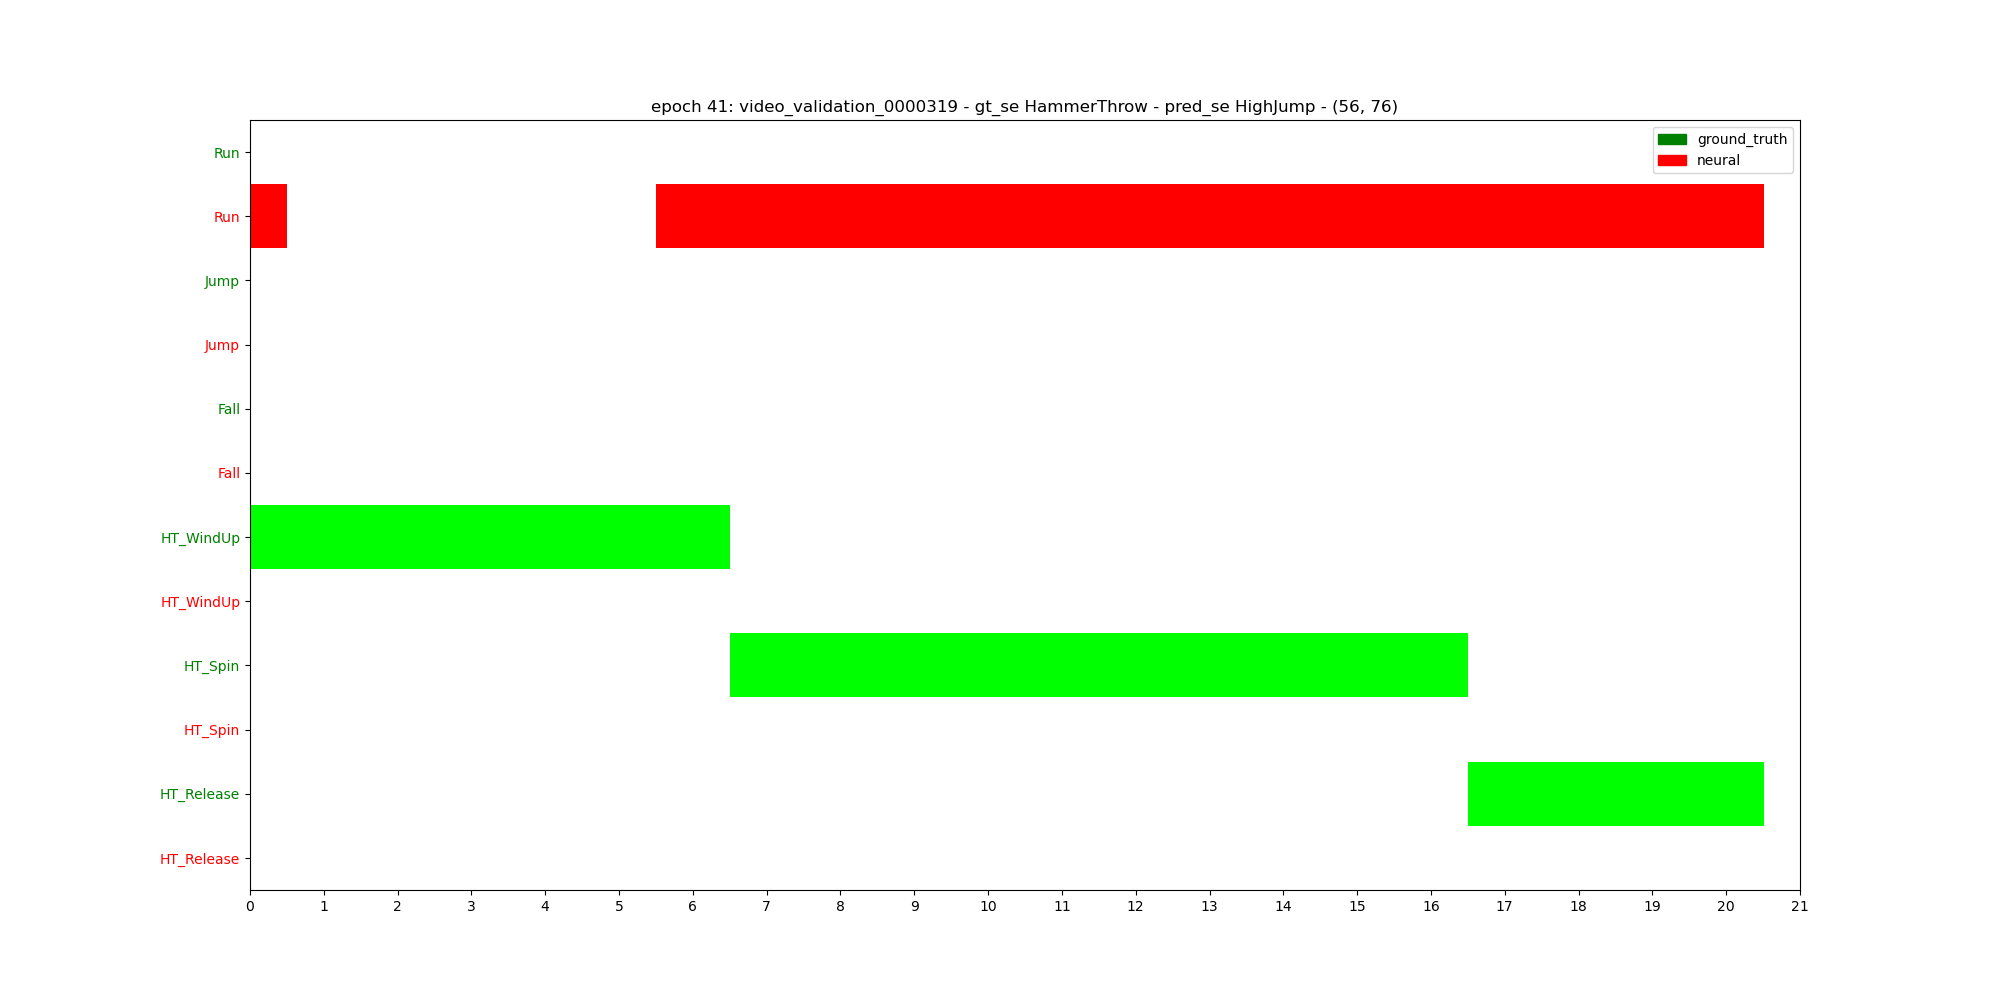 epoch 41: video_validation_0000319 - gt_se HammerThrow - pred_se HighJump - (56, 76)
ground_truth
neural
Run
Run
Jump
Jump
Fall
Fall
HT_WindUp
HT_WindUp
HT_Spin
HT_Spin
HT_Release
HT_Release
0 1 2 3 4 5 6 7 8 9 10 11 12 13 14 15 16 17 18 19 20 21